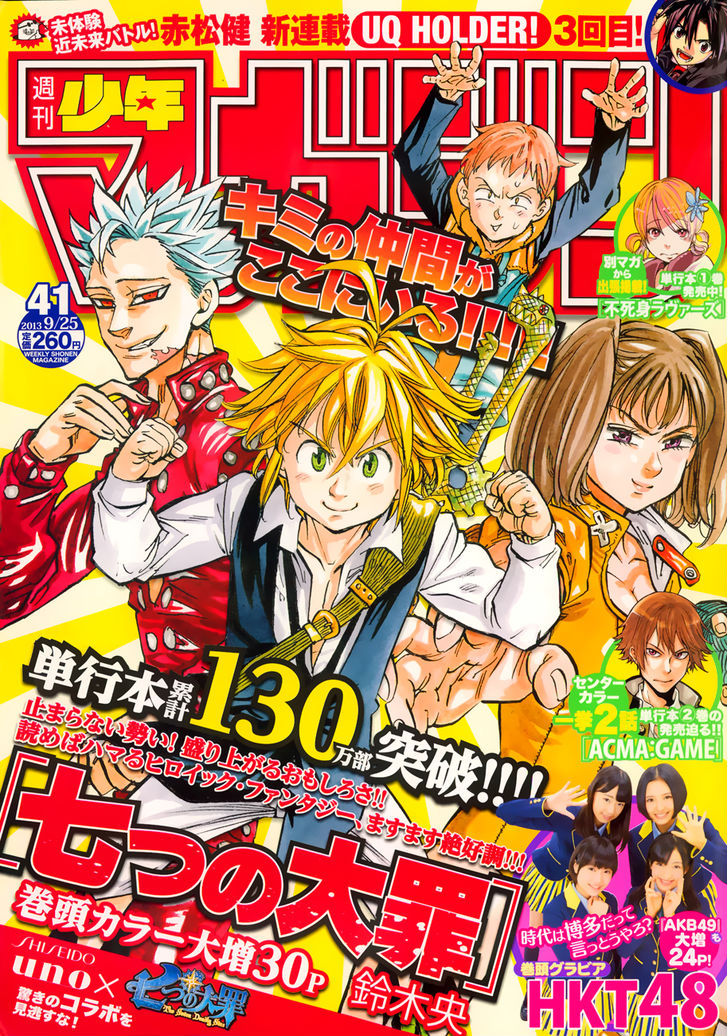 未体験
近未来バトル!
赤松健 新連載 UQ HOLDER! 3回目!
週刊
少年
マガジン
キミの仲間が
ここにいる!!!!!
41
2013 9/25
定価260円
WEEKLY SHONEN
MAGAZINE
別マガ
から
出張掲載!
単行本1巻
発売中!
「不死身ラヴァーズ」
センター
カラー
一挙2話
単行本2巻の
発売迫る!!
「ACMA:GAME」
単行本累計130万部突破!!!!
止まらない勢い!盛り上がるおもしろさ!!
読めばハマるヒロイック・ファンタジー、ますます絶好調!!!
[七つの大罪]
巻頭カラー大増30P
鈴木央
SHISEIDO
uno×七つの大罪
The Seven Deadly Sins
驚きのコラボを
見逃すな!
時代は博多だって
言っとうやろ?
「AKB49」も
大増
24P!
巻頭グラビア
HKT48